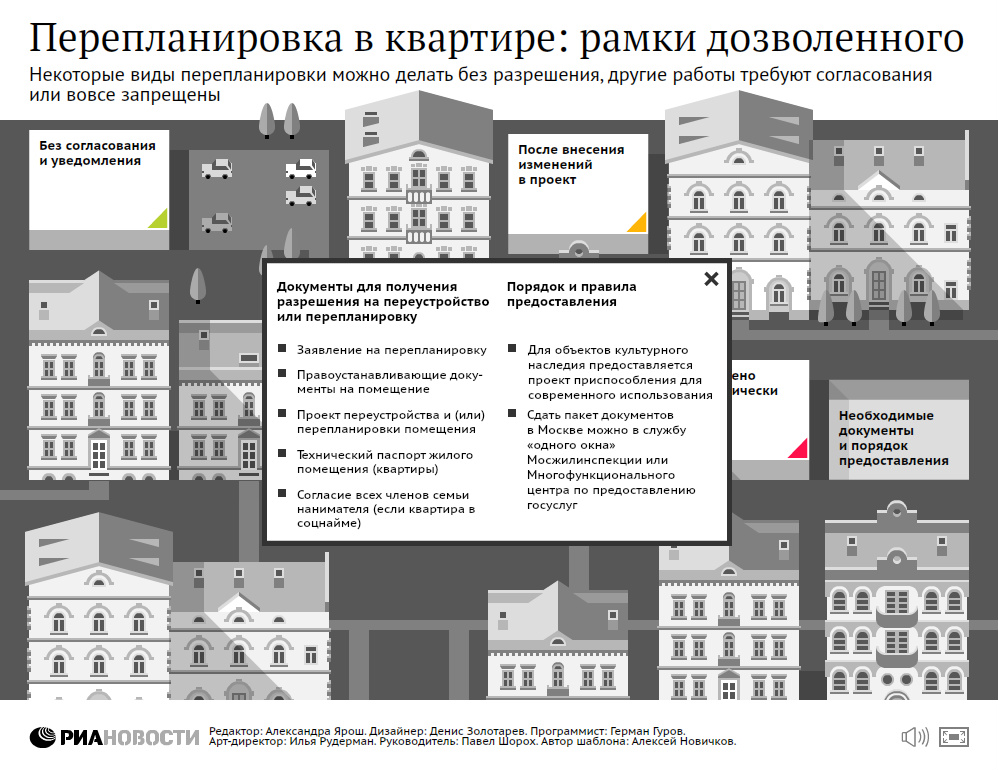 Перепланировка в квартире: рамки дозволенного
Некоторые виды перепланировки можно делать без разрешения, другие работы требуют согласования
или вовсе запрещены
Без согласования
и уведомления
После внесения
изменений
в проект
Документы для получения
разрешения на переустройство
или перепланировку
Заявление на перепланировку
Правоустанавливающие доку-
менты на помещение
Проект переустройства и (или)
перепланировки помещения
Технический паспорт жилого
помещения (квартиры)
Согласие всех членов семьи
нанимателя (если квартира в
соцнайме)
Порядок и правила
предоставления
Для объектов культурного
наследия предоставляется
проект приспособления для
современного использования
Сдать пакет документов
в Москве можно в службу
«одного окна»
Мосжилинспекции или
Многофункционального
центра по предоставлению
госуслуг
ено
ически
Необходимые
документы
и порядок
предоставления
РИАНОВОСТИ
Редактор: Александра Ярош. Дизайнер: Денис Золотарев. Программист: Герман Гуров.
Арт-директор: Илья Рудерман. Руководитель: Павел Шорох. Автор шаблона: Алексей Новичков.